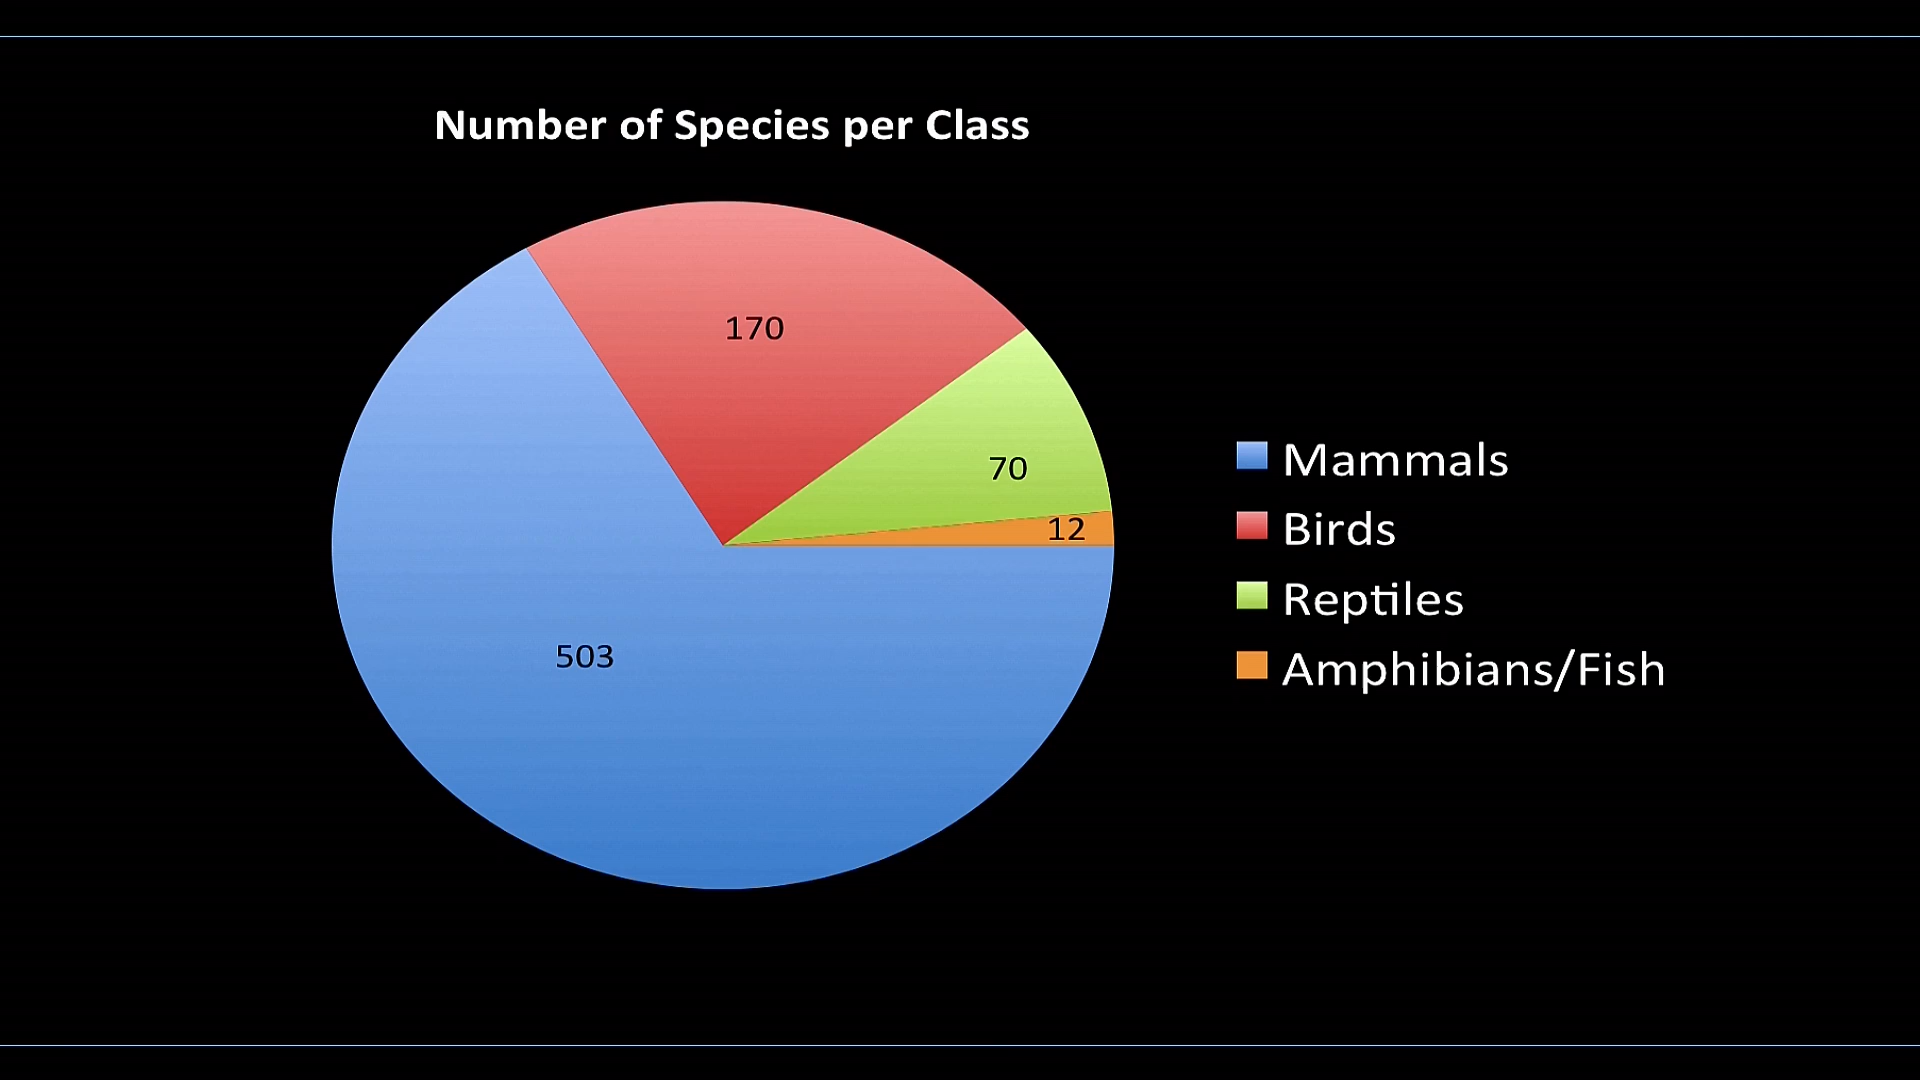 Number of Species per Class
170
70
12
503
Mammals
Birds
Reptiles
Amphibians/Fish